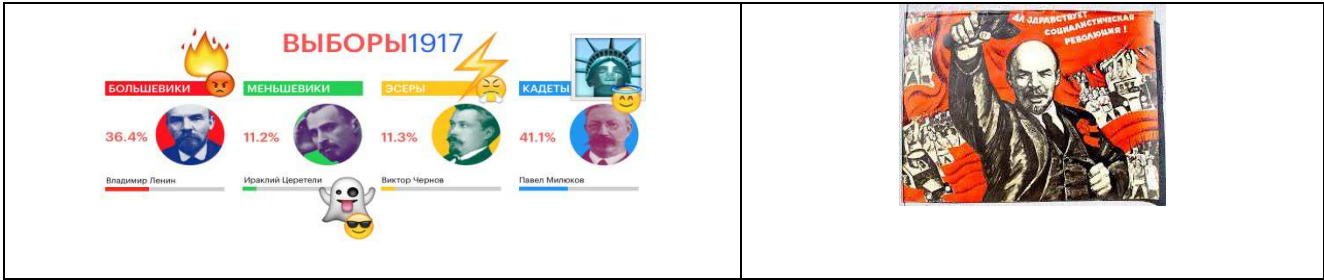 ВЫБОРЫ1917
БОЛЬШЕВИКИ
МЕНЬШЕВИКИ
ЭСЕРЫ
КАДЕТЫ
36.4%
11.2%
11.3%
41.1%
Владимир Ленин
Ираклий Церетели
Виктор Чернов
Павел Милюков
ДА ЗДРАВСТВУЕТ
СОЦИАЛИСТИЧЕСКАЯ
РЕВОЛЮЦИЯ !